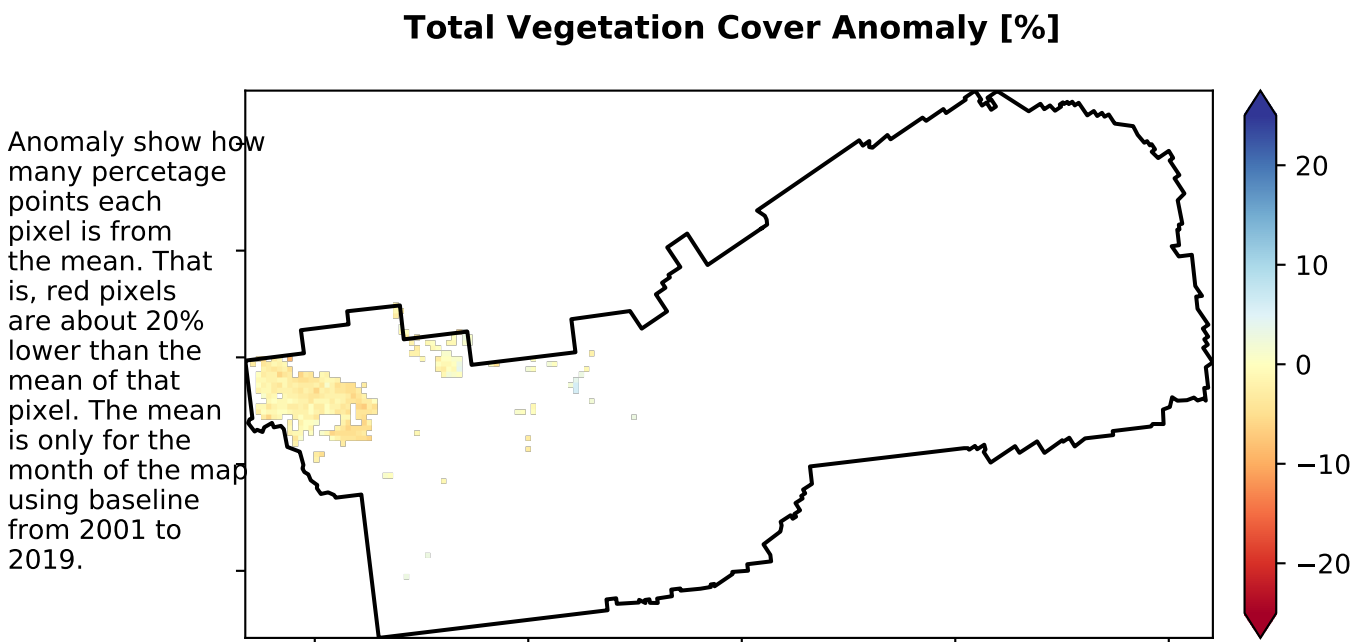 Total Vegetation Cover Anomaly [%]
Anomaly show how
many percetage
points each
pixel is from
the mean. That
is, red pixels
are about 20%
lower than the
mean of that
pixel. The mean
is only for the
month of the map
using baseline
from 2001 to
2019.
20
10
0
−10
−20